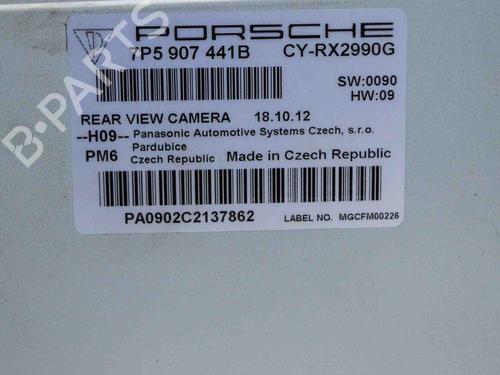 PORSCHE
7P5 907 441B CY-RX2990G
SW:0090
HW:09
REAR VIEW CAMERA 18.10.12
--H09-- Panasonic Automotive Systems Czech, s.r.o.
Pardubice
PM6 Czech Republic Made in Czech Republic
PA0902C2137862 LABEL NO. MGCFM00226
B-PARTS